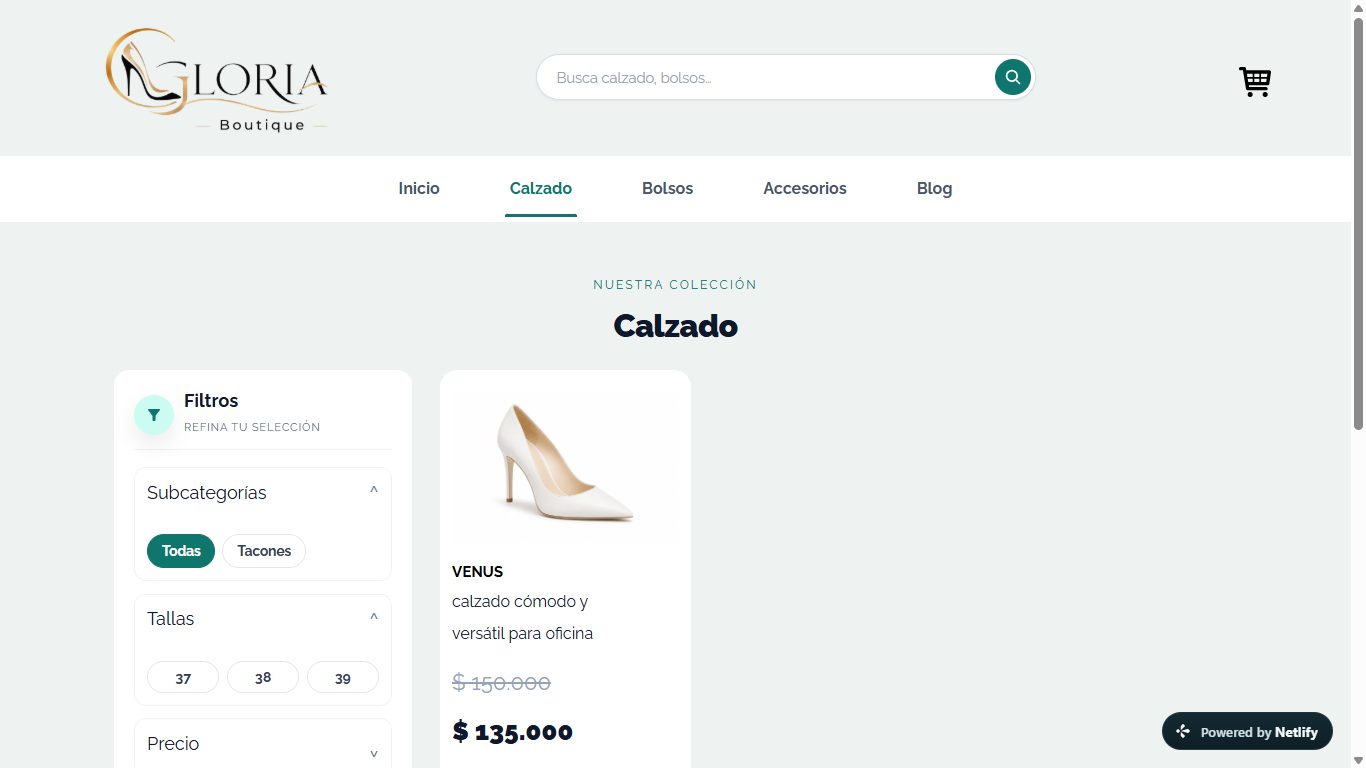 GLORIA
Boutique
Busca calzado, bolsos...
Inicio
Calzado
Bolsos
Accesorios
Blog
NUESTRA COLECCIÓN
Calzado
Filtros
REFINA TU SELECCIÓN
Subcategorías
Todas
Tacones
Tallas
37
38
39
Precio
VENUS
calzado cómodo y
versátil para oficina
$ 150.000
$ 135.000
Powered by Netlify